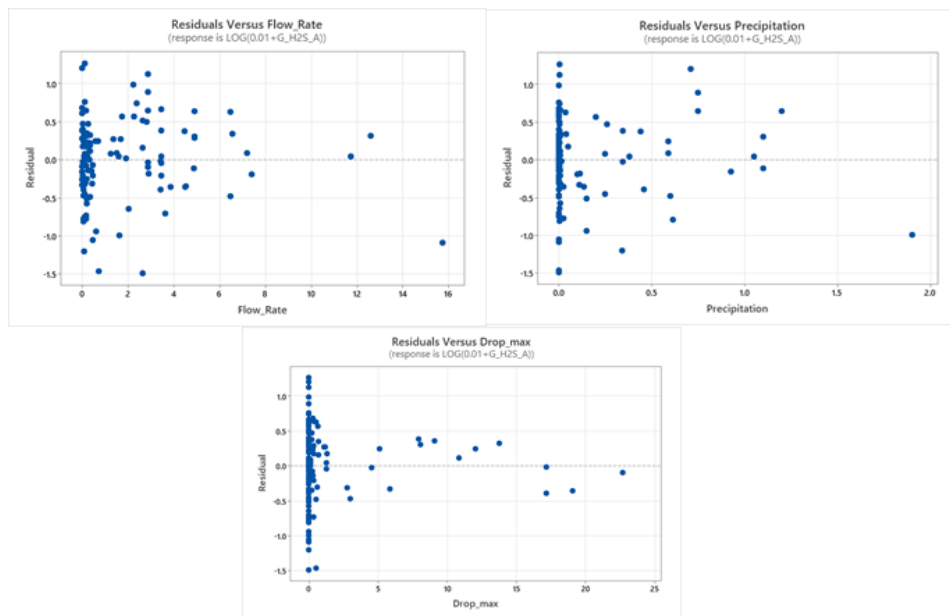 Residuals Versus Flow_Rate
(response is LOG(0.01+G_H2S_A))
1.0
0.5
0.0
-0.5
-1.0
-1.5
Residual
0 2 4 6 8 10 12 14 16
Flow_Rate
Residuals Versus Precipitation
(response is LOG(0.01+G_H2S_A))
1.0
0.5
0.0
-0.5
-1.0
-1.5
Residual
0.0 0.5 1.0 1.5 2.0
Precipitation
Residuals Versus Drop_max
(response is LOG(0.01+G_H2S_A))
1.0
0.5
0.0
-0.5
-1.0
-1.5
Residual
0 5 10 15 20 25
Drop_max